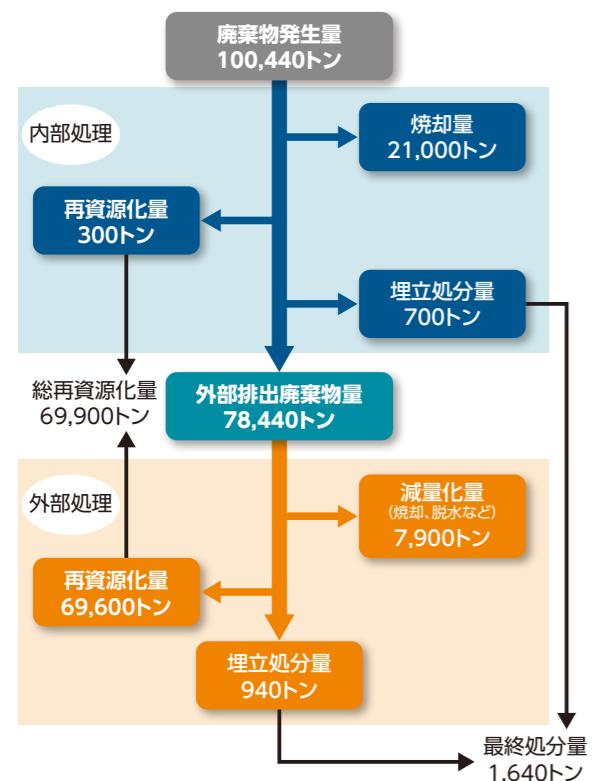 廃棄物発生量
100,440トン
内部処理
焼却量
21,000トン
再資源化量
300トン
埋立処分量
700トン
総再資源化量
69,900トン
外部排出廃棄物量
78,440トン
外部処理
減量化量
(焼却、脱水など)
7,900トン
再資源化量
69,600トン
埋立処分量
940トン
最終処分量
1,640トン